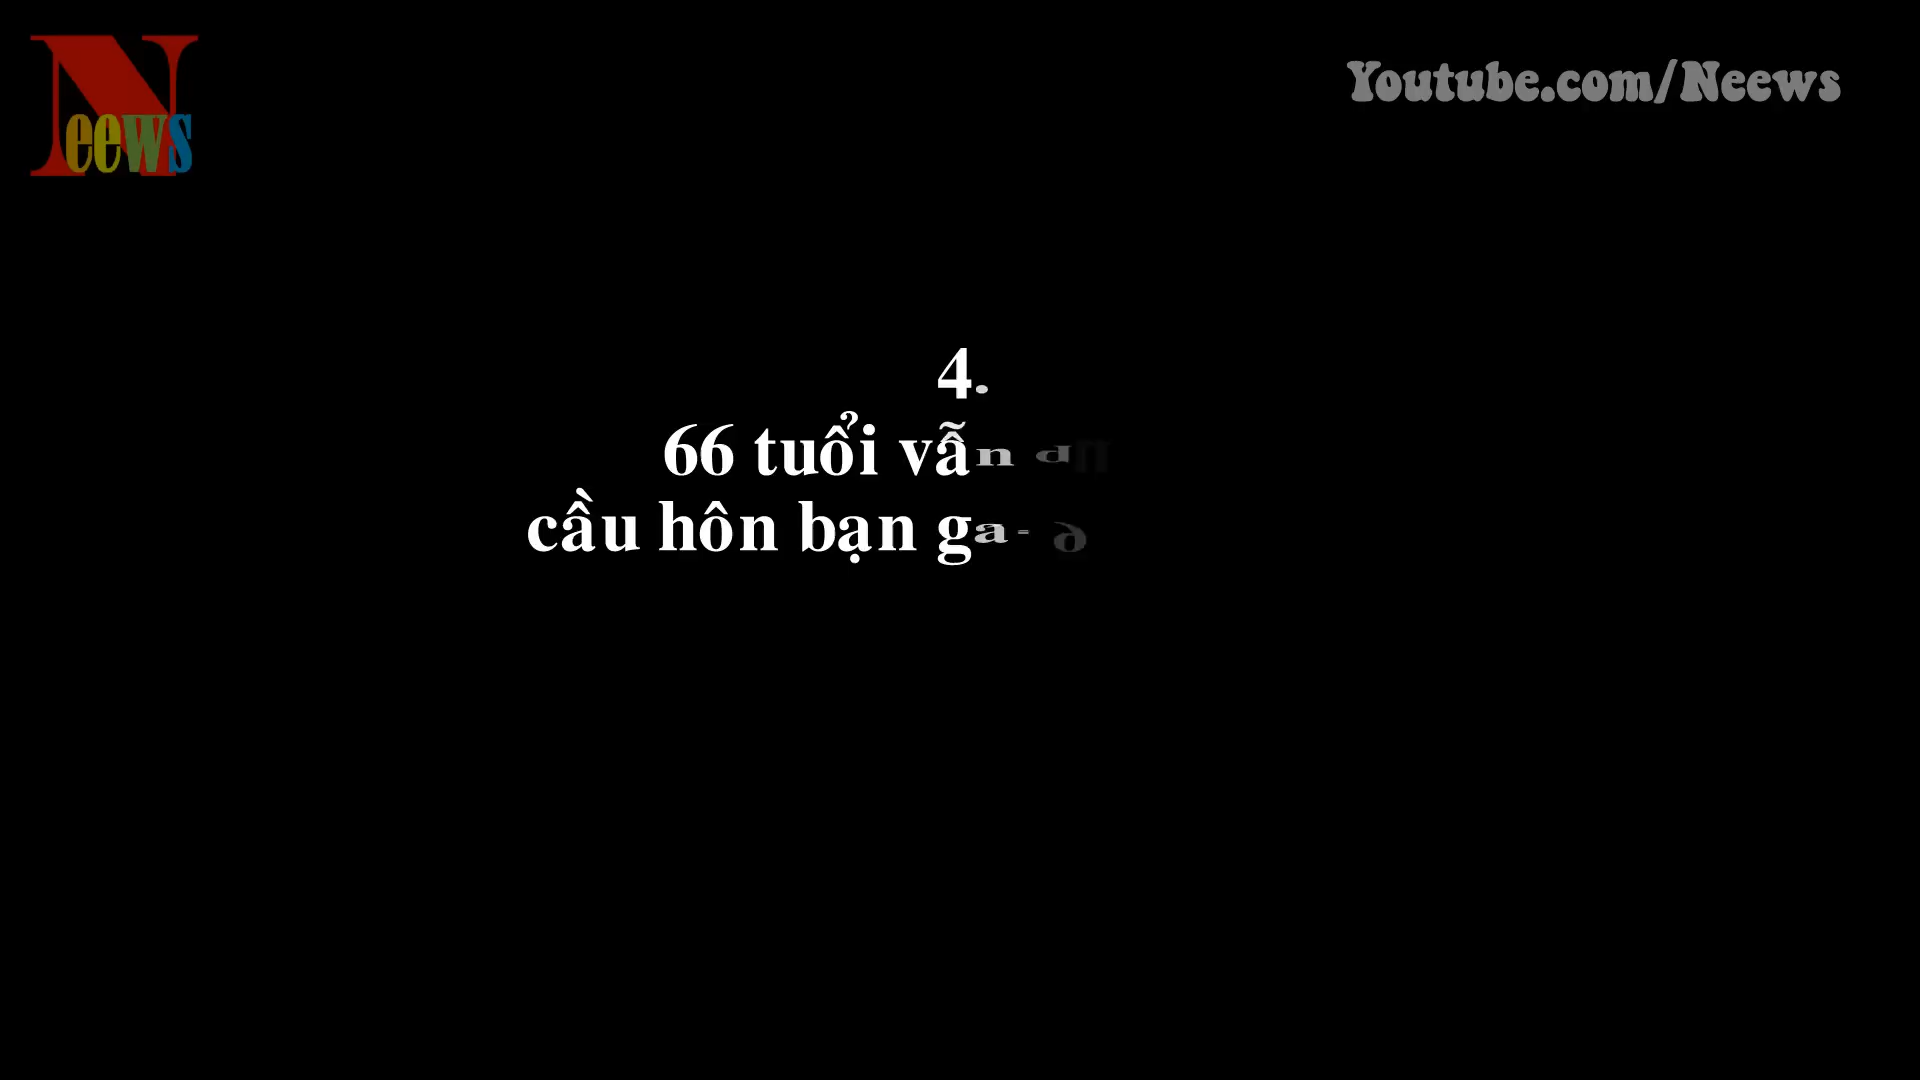 Neews
Youtube.com/Neews
4.
66 tuổi vẫn
cầu hôn bạn